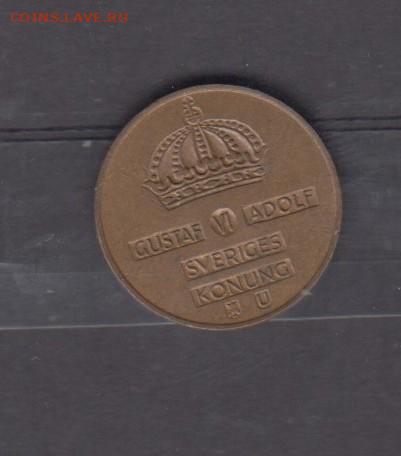 COINS.LAVE.RU
GUSTAF VI ADOLF
SVERIGES
KONUNG
U